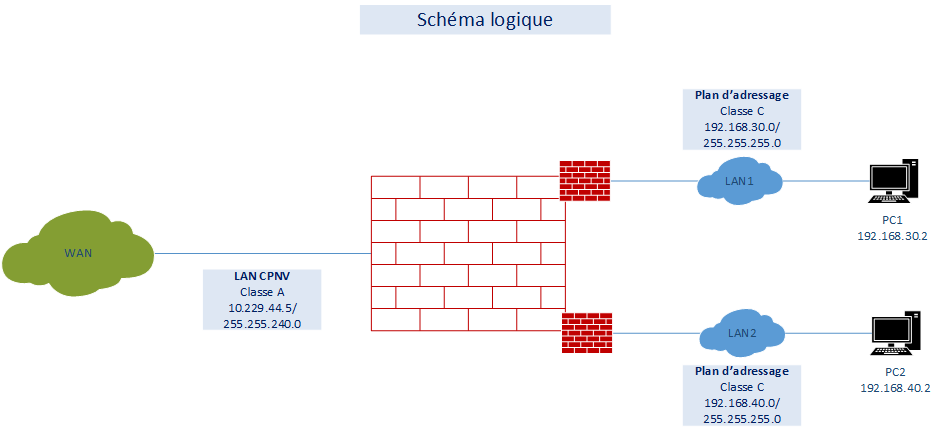 Schéma logique
Plan d'adressage
Classe C
192.168.30.0/
255.255.255.0
LAN1
PC1
192.168.30.2
WAN
LAN CPNV
Classe A
10.229.44.5/
255.255.240.0
LAN2
PC2
192.168.40.2
Plan d'adressage
Classe C
192.168.40.0/
255.255.255.0